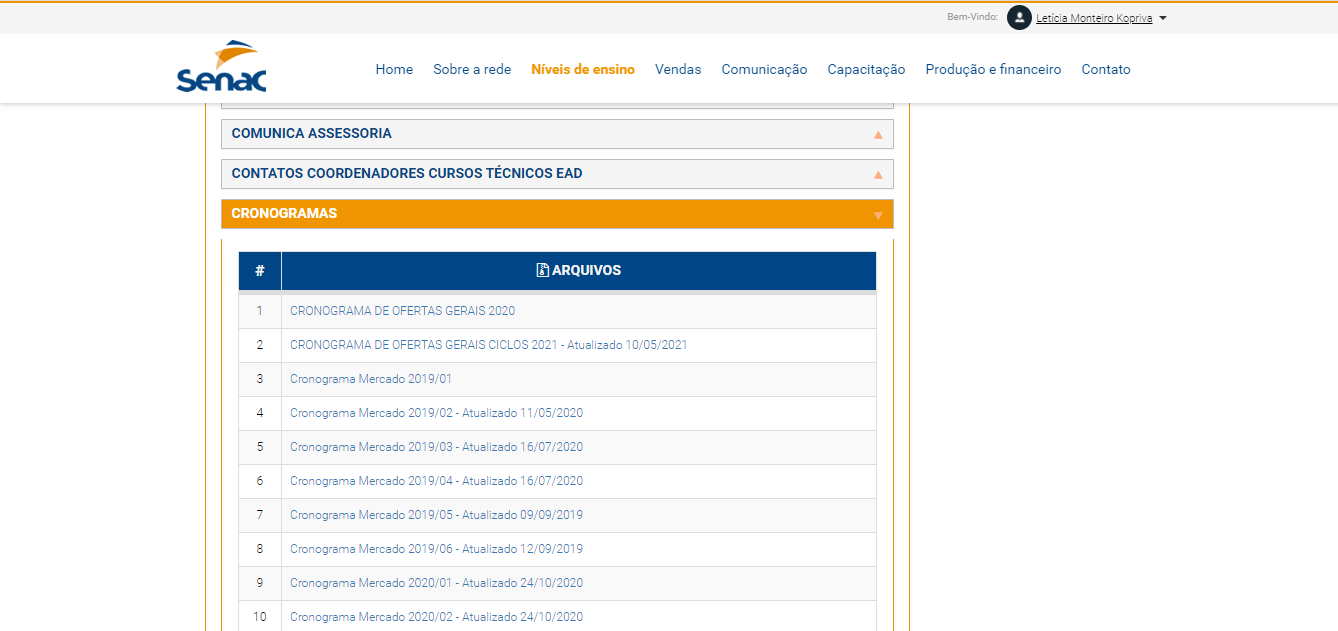 Bem-Vindo: Letícia Monteiro Kopriva
Senac
Home Sobre a rede Níveis de ensino Vendas Comunicação Capacitação Produção e financeiro Contato
COMUNICA ASSESSORIA
CONTATOS COORDENADORES CURSOS TÉCNICOS EAD
CRONOGRAMAS
# ARQUIVOS
1 CRONOGRAMA DE OFERTAS GERAIS 2020
2 CRONOGRAMA DE OFERTAS GERAIS CICLOS 2021 - Atualizado 10/05/2021
3 Cronograma Mercado 2019/01
4 Cronograma Mercado 2019/02 - Atualizado 11/05/2020
5 Cronograma Mercado 2019/03 - Atualizado 16/07/2020
6 Cronograma Mercado 2019/04 - Atualizado 16/07/2020
7 Cronograma Mercado 2019/05 - Atualizado 09/09/2019
8 Cronograma Mercado 2019/06 - Atualizado 12/09/2019
9 Cronograma Mercado 2020/01 - Atualizado 24/10/2020
10 Cronograma Mercado 2020/02 - Atualizado 24/10/2020